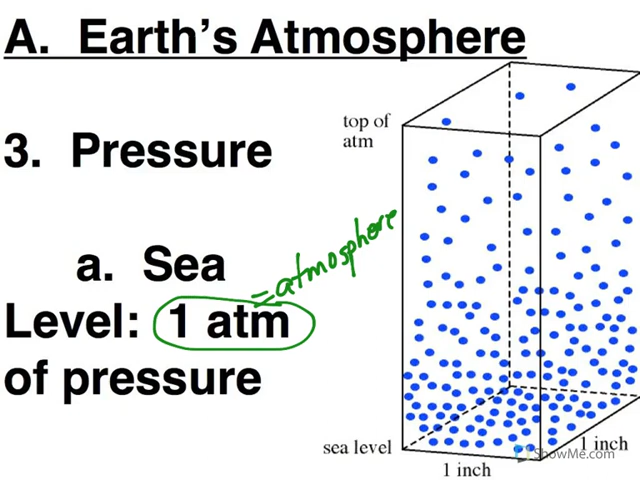 A. Earth's Atmosphere
3. Pressure
a. Sea
Level: 1 atm
= atmosphere
of pressure
top of
atm
sea level
1 inch
1 inch
ShowMe.com